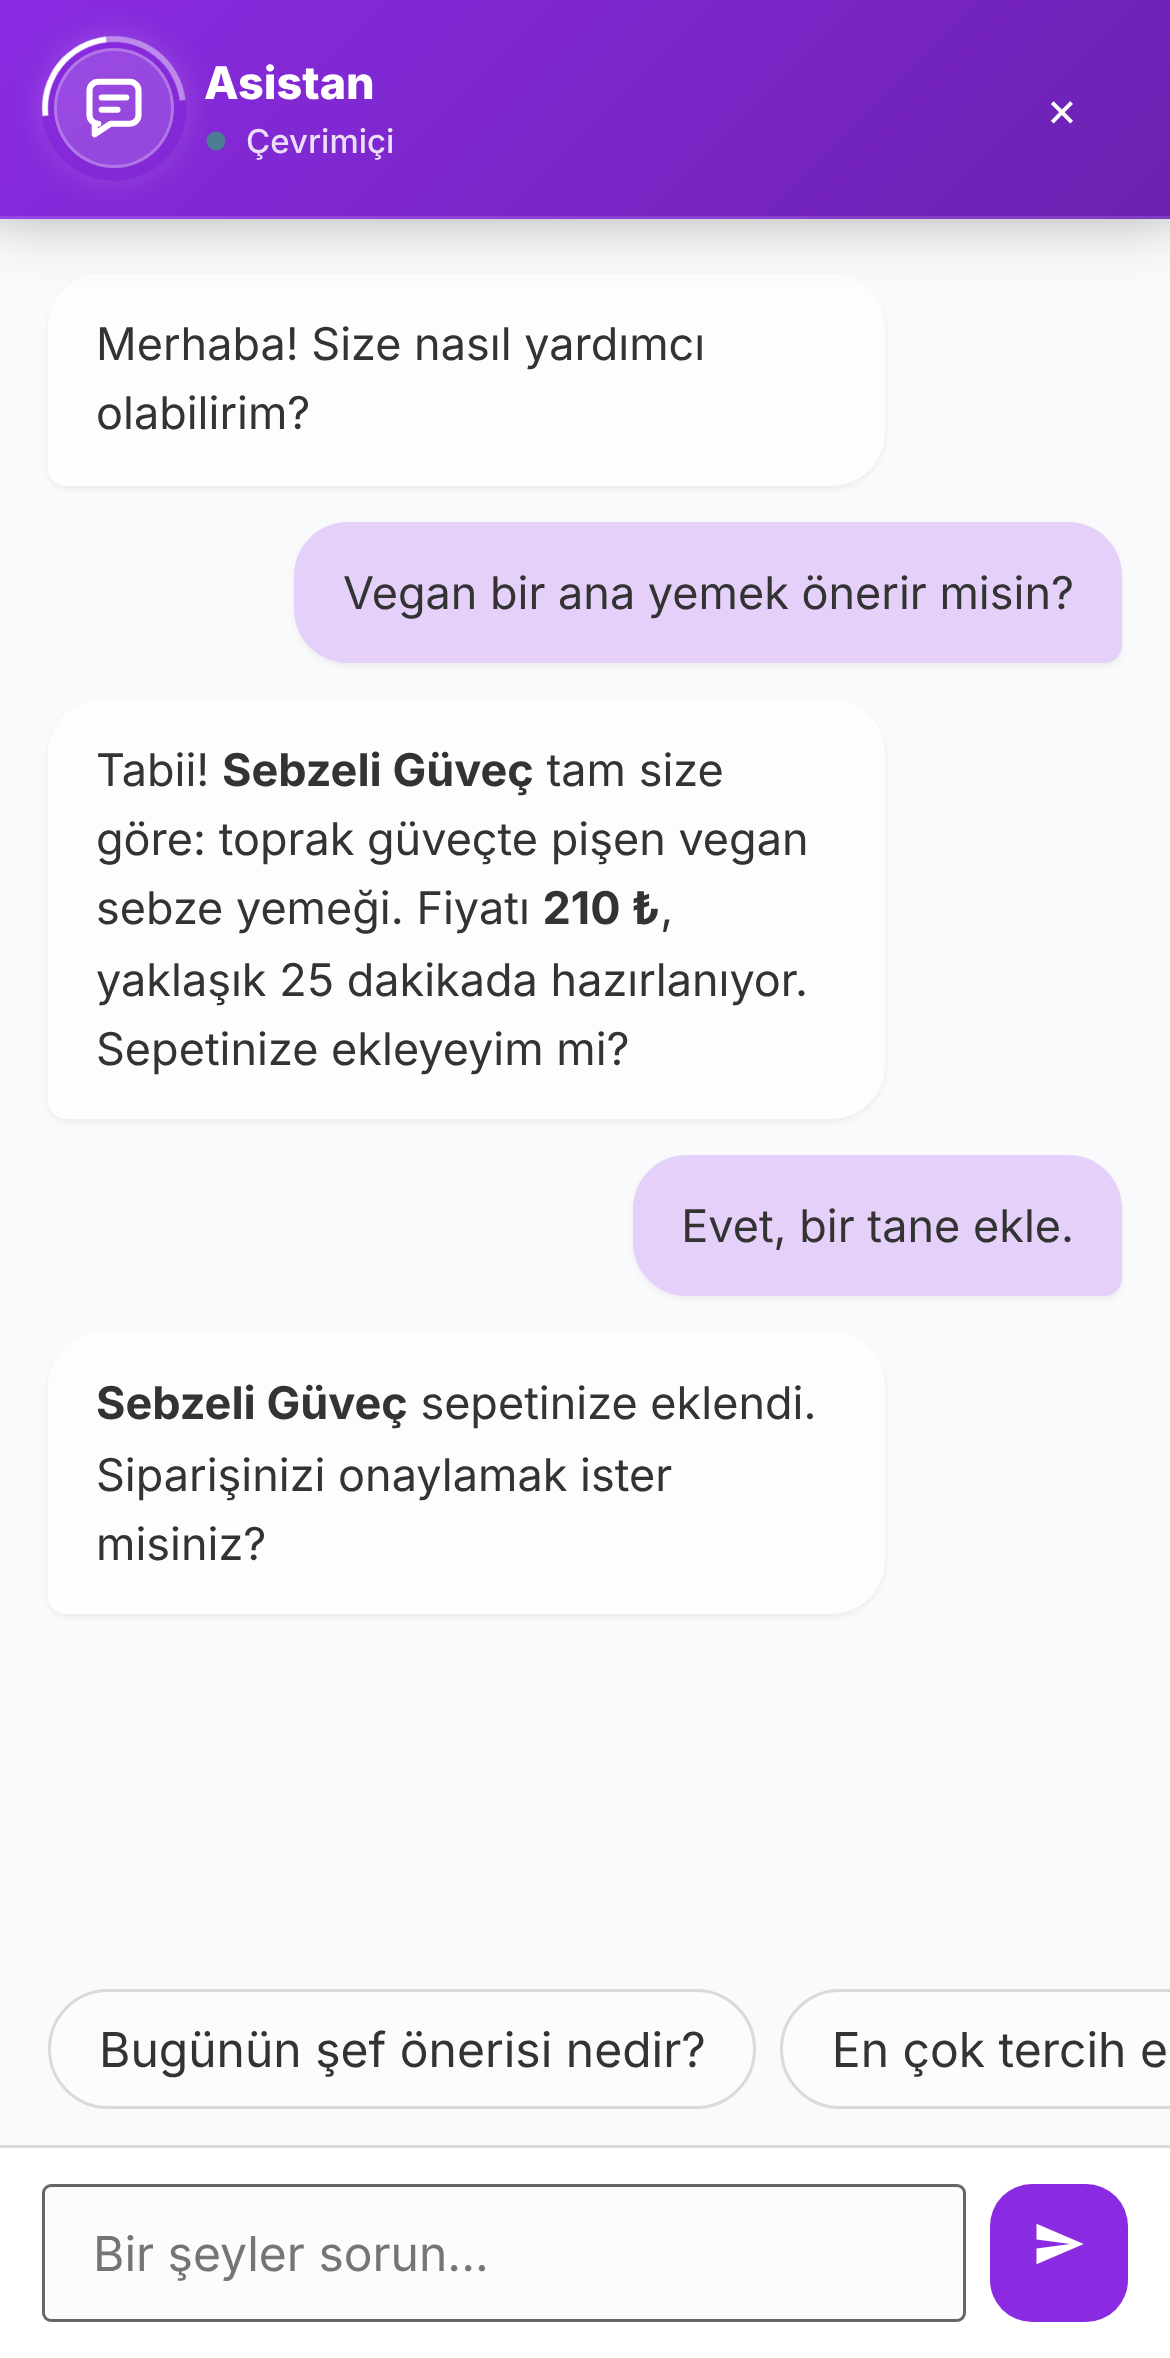 Asistan
Çevrimiçi
Merhaba! Size nasıl yardımcı
olabilirim?
Vegan bir ana yemek önerir misin?
Tabii! Sebzeli Güveç tam size
göre: toprak güveçte pişen vegan
sebze yemeği. Fiyatı 210 ₺,
yaklaşık 25 dakikada hazırlanıyor.
Sepetinize ekleyeyim mi?
Evet, bir tane ekle.
Sebzeli Güveç sepetinize eklendi.
Siparişinizi onaylamak ister
misiniz?
Bugünün şef önerisi nedir?
En çok tercih e
Bir şeyler sorun...